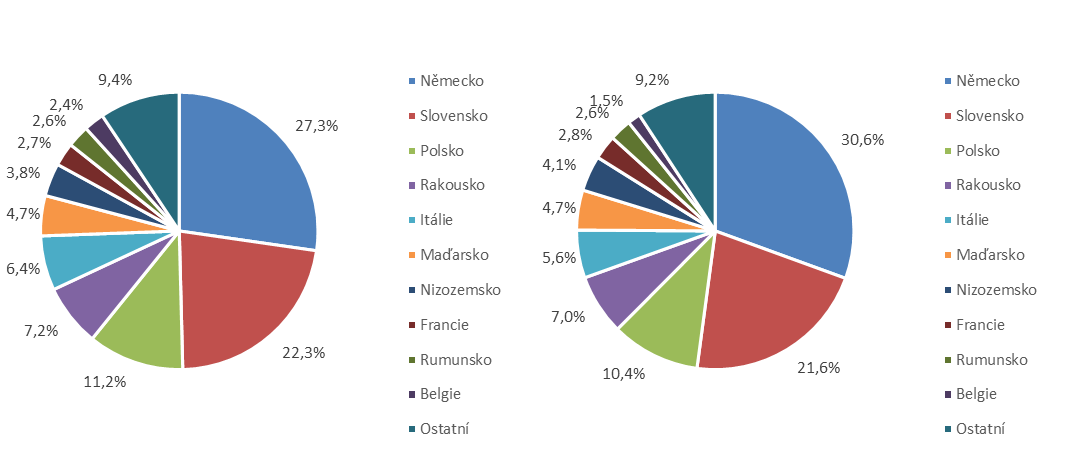 27,3%
22,3%
11,2%
7,2%
6,4%
4,7%
3,8%
2,7%
2,6%
2,4%
9,4%
Německo
Slovensko
Polsko
Rakousko
Itálie
Maďarsko
Nizozemsko
Francie
Rumunsko
Belgie
Ostatní
30,6%
21,6%
10,4%
7,0%
5,6%
4,7%
4,1%
2,8%
2,6%
1,5%
9,2%
Německo
Slovensko
Polsko
Rakousko
Itálie
Maďarsko
Nizozemsko
Francie
Rumunsko
Belgie
Ostatní